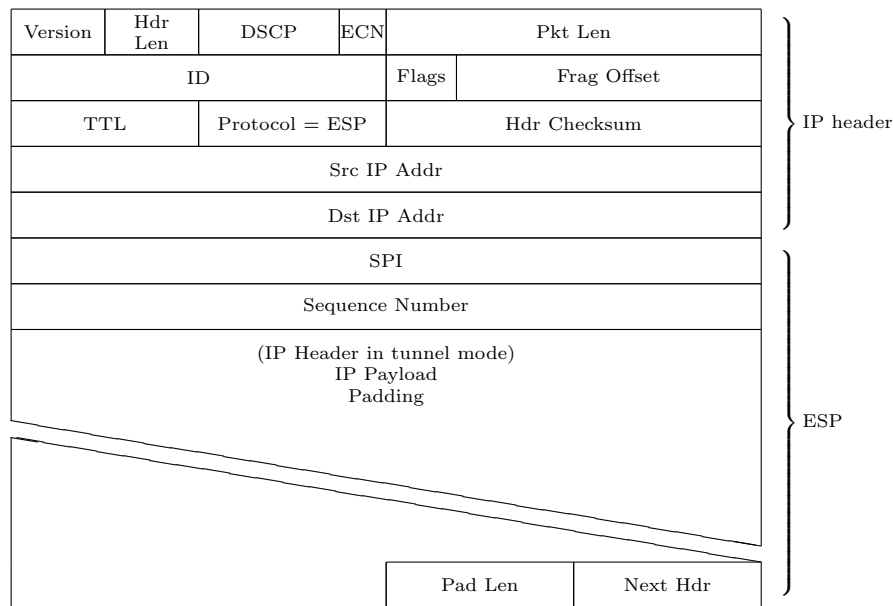 Version Hdr Len DSCP ECN Pkt Len
ID Flags Frag Offset
TTL Protocol = ESP Hdr Checksum
IP header
Src IP Addr
Dst IP Addr
SPI
Sequence Number
(IP Header in tunnel mode)
IP Payload
Padding
ESP
Pad Len Next Hdr